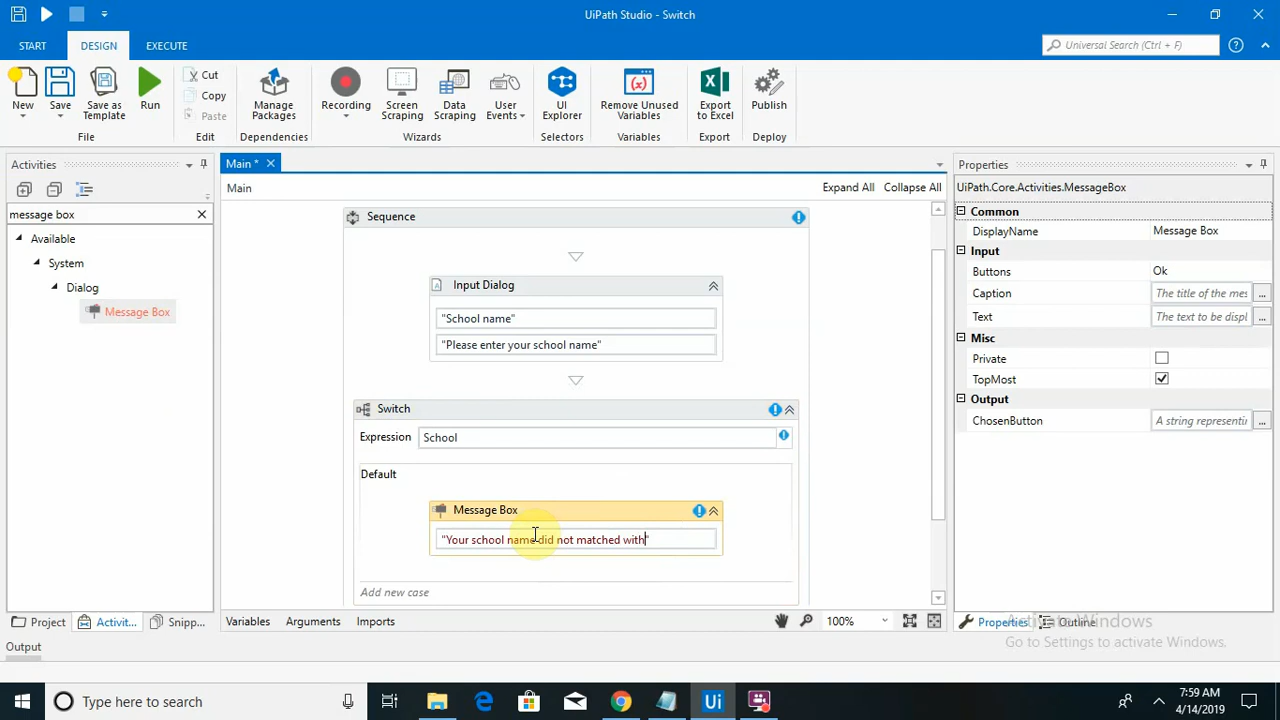 UiPath Studio - Switch
START DESIGN EXECUTE
Universal Search (Ctrl + F)
New Save Save as Template Run Cut Copy Paste Manage Packages Recording Screen Scraping Data Scraping User Events UI Explorer Remove Unused Variables Export to Excel Publish
File Edit Dependencies Wizards Selectors Variables Export Deploy
Activities
message box
Available
System
Dialog
Message Box
Project Activit... Snipp...
Main *
Main Expand All Collapse All
Sequence
Input Dialog
"School name"
"Please enter your school name"
Switch
Expression School
Default
Message Box
"Your school name did not matched with"
Add new case
Variables Arguments Imports 100%
Properties
UiPath.Core.Activities.MessageBox
Common
DisplayName Message Box
Input
Buttons Ok
Caption The title of the mes ...
Text The text to be displ ...
Misc
Private
TopMost
Output
ChosenButton A string representin ...
Properties Outline
Activate Windows
Go to Settings to activate Windows.
Output
Type here to search
Ui
7:59 AM
4/14/2019